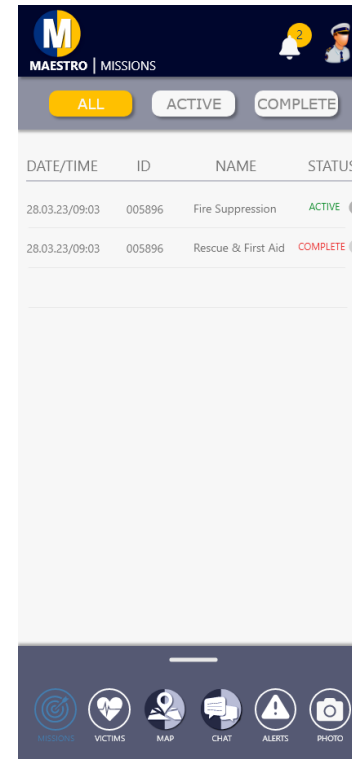 M
2
MAESTRO | MISSIONS
ALL ACTIVE COMPLETE
DATE/TIME ID NAME STATUS
28.03.23/09:03 005896 Fire Suppression ACTIVE
28.03.23/09:03 005896 Rescue & First Aid COMPLETE
MISSIONS VICTIMS MAP CHAT ALERTS PHOTO